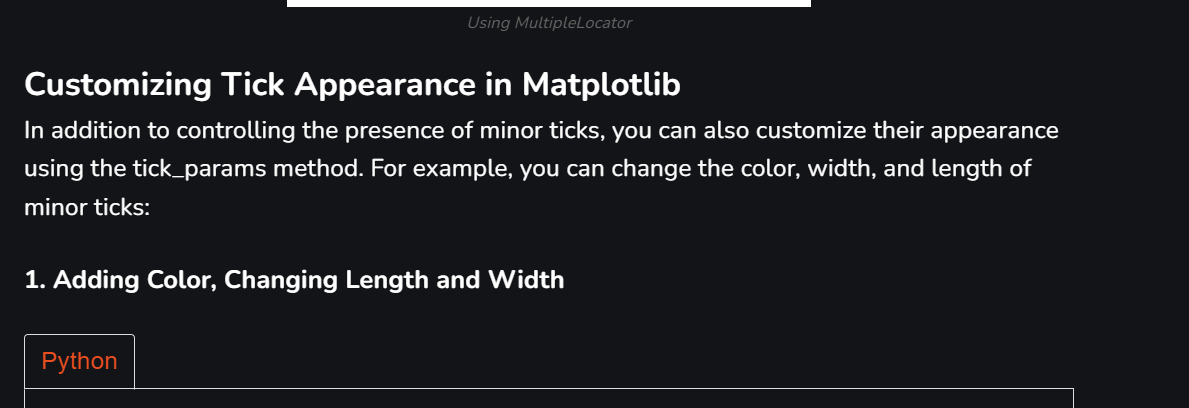 Using MultipleLocator
Customizing Tick Appearance in Matplotlib
In addition to controlling the presence of minor ticks, you can also customize their appearance
using the tick_params method. For example, you can change the color, width, and length of
minor ticks:
1. Adding Color, Changing Length and Width
Python